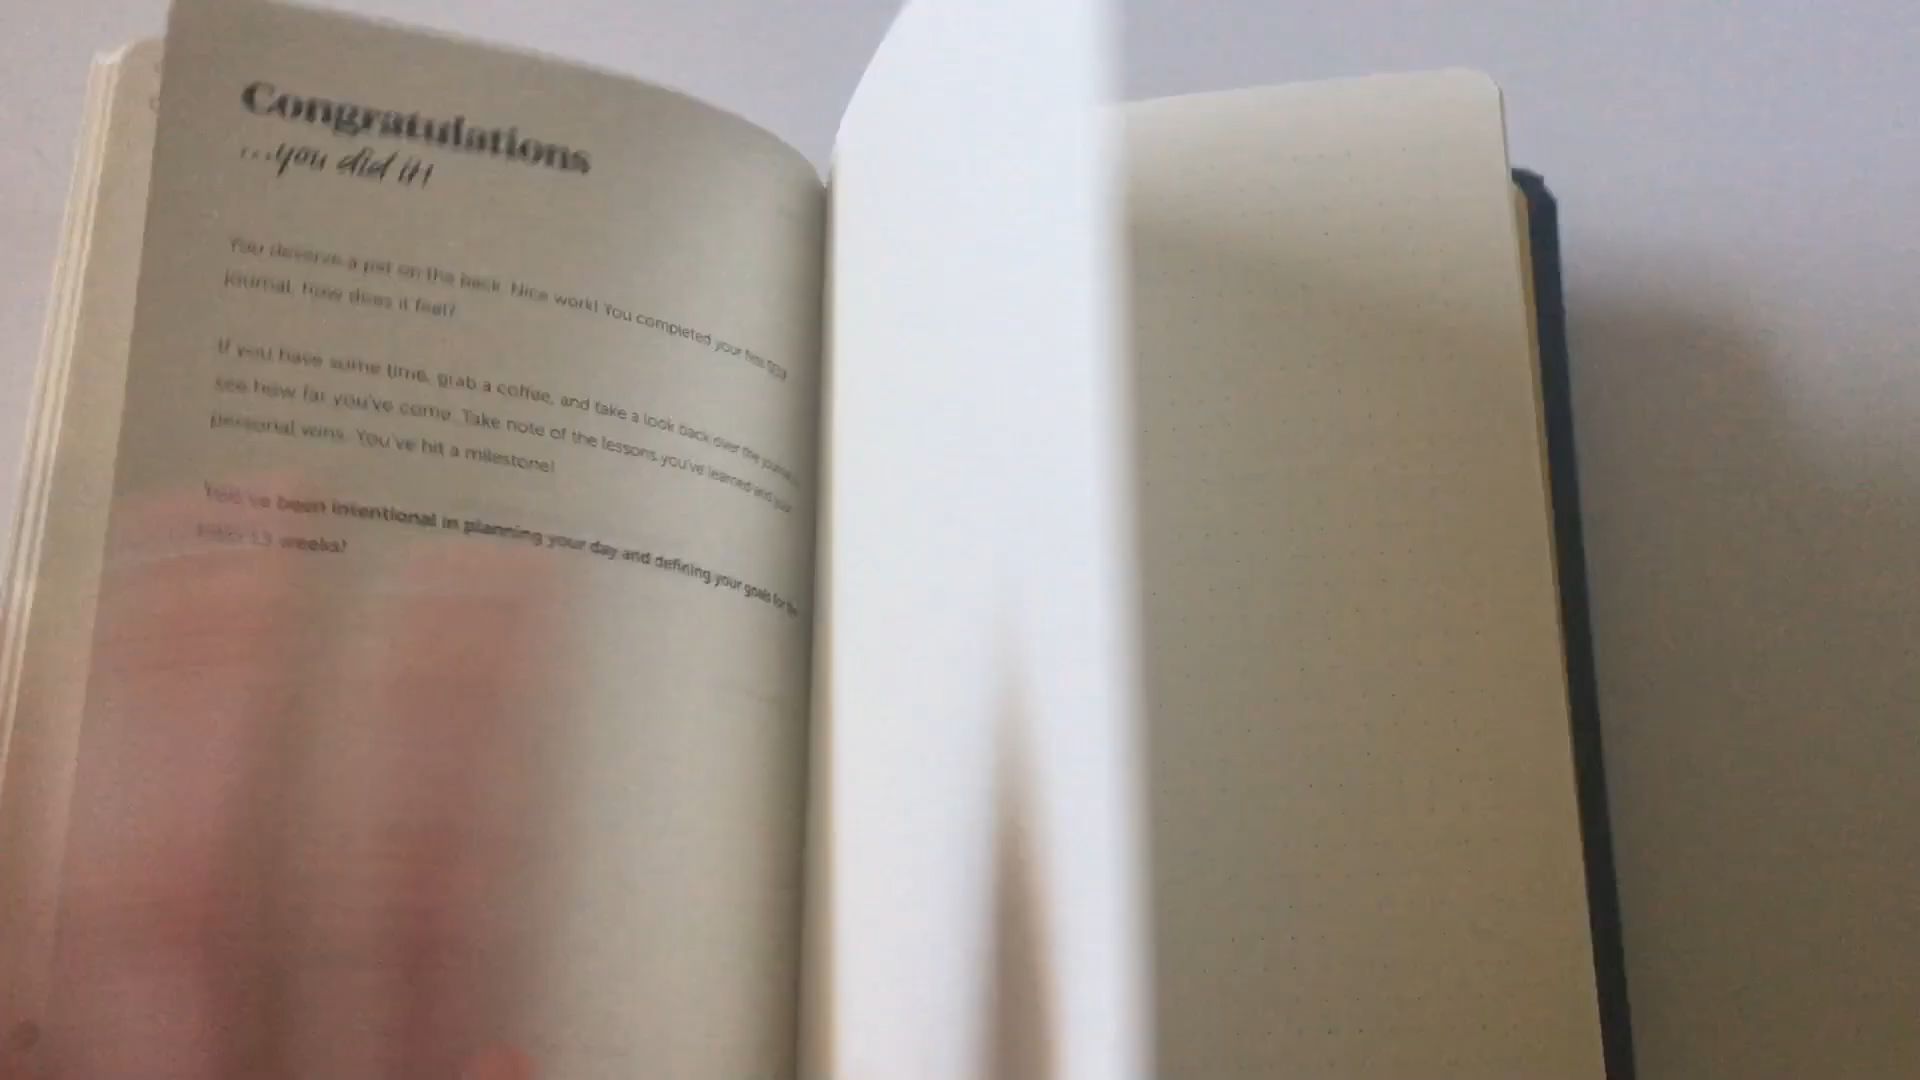 Congratulations
...you did it!
You deserve a pat on the back. Nice work! You completed your first
journal, how does it feel?
If you have some time, grab a coffee, and take a look back over the journal
see how far you've come. Take note of the lessons you've learned and your
personal wins. You've hit a milestone!
You've been intentional in planning your day and defining your goals for the
13 weeks!